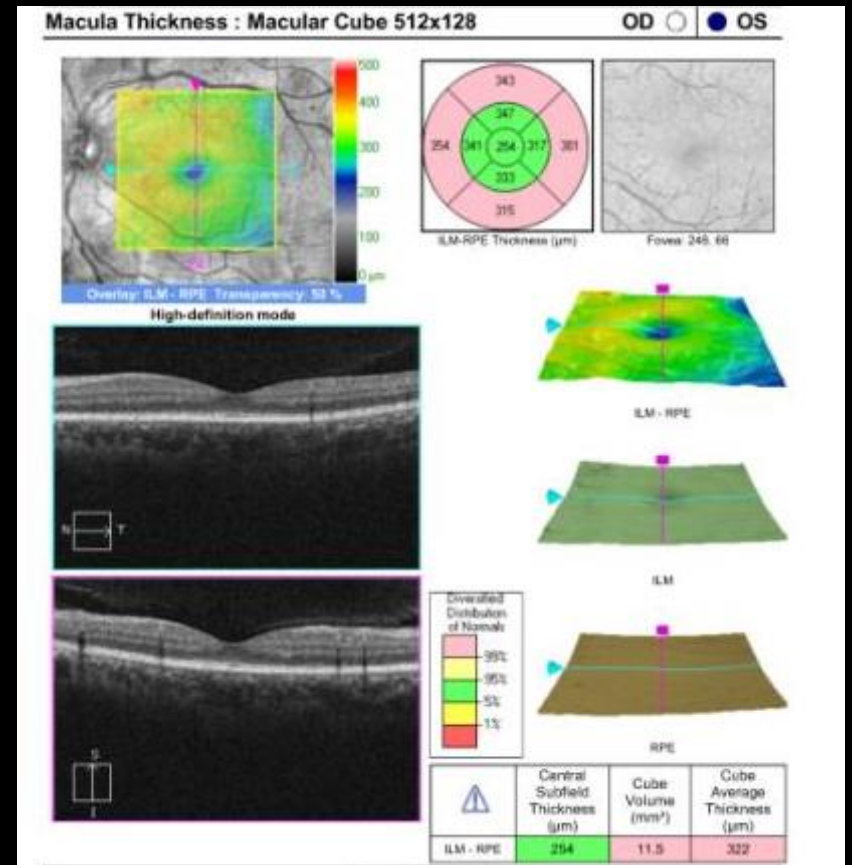 Macula Thickness : Macular Cube 512x128 OD OS
500
400
300
200
100
0 µm
Overlay: ILM - RPE Transparency: 50 %
343
347
354 341 254 317 301
333
315
ILM-RPE Thickness (µm)
Fovea: 248, 66
High-definition mode
N T
S
I
ILM - RPE
ILM
RPE
Diversified
Distribution
of Normals
99%
95%
5%
1%
Central
Subfield
Thickness
(µm)
Cube
Volume
(mm³)
Cube
Average
Thickness
(µm)
ILM - RPE 254 11.5 322